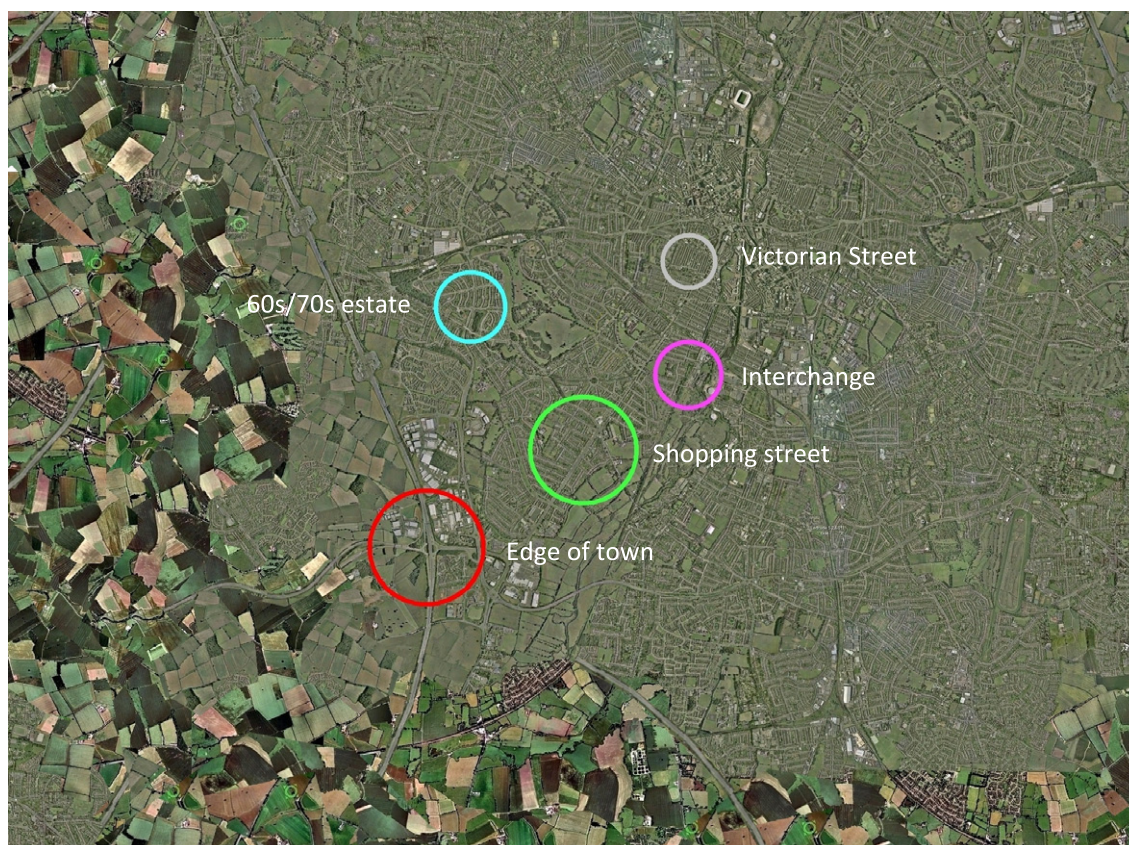 Victorian Street
60s/70s estate
Interchange
Shopping street
Edge of town